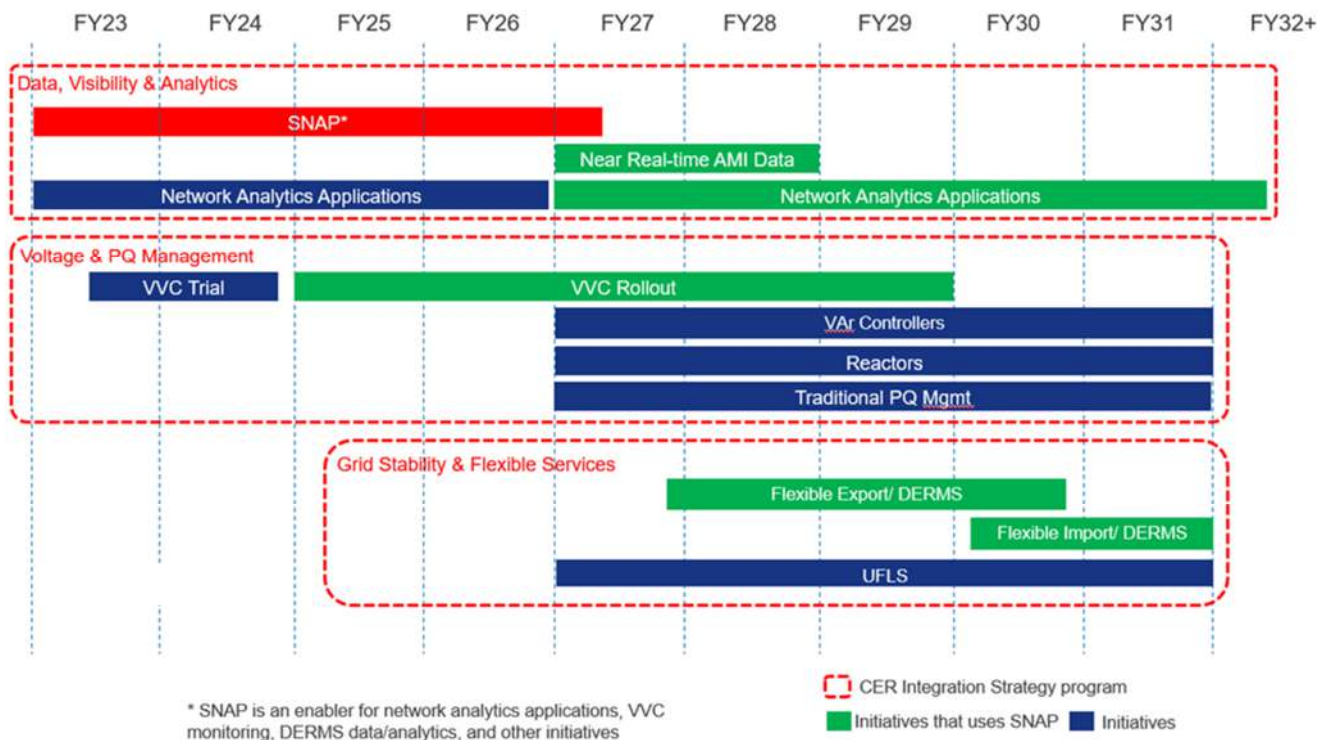 FY23 FY24 FY25 FY26 FY27 FY28 FY29 FY30 FY31 FY32+
Data, Visibility & Analytics
SNAP*
Near Real-time AMI Data
Network Analytics Applications Network Analytics Applications
Voltage & PQ Management
VVC Trial VVC Rollout
VAr Controllers
Reactors
Traditional PQ Mgmt
Grid Stability & Flexible Services
Flexible Export/ DERMS
Flexible Import/ DERMS
UFLS
* SNAP is an enabler for network analytics applications, VVC
monitoring, DERMS data/analytics, and other initiatives
CER Integration Strategy program
Initiatives that uses SNAP Initiatives